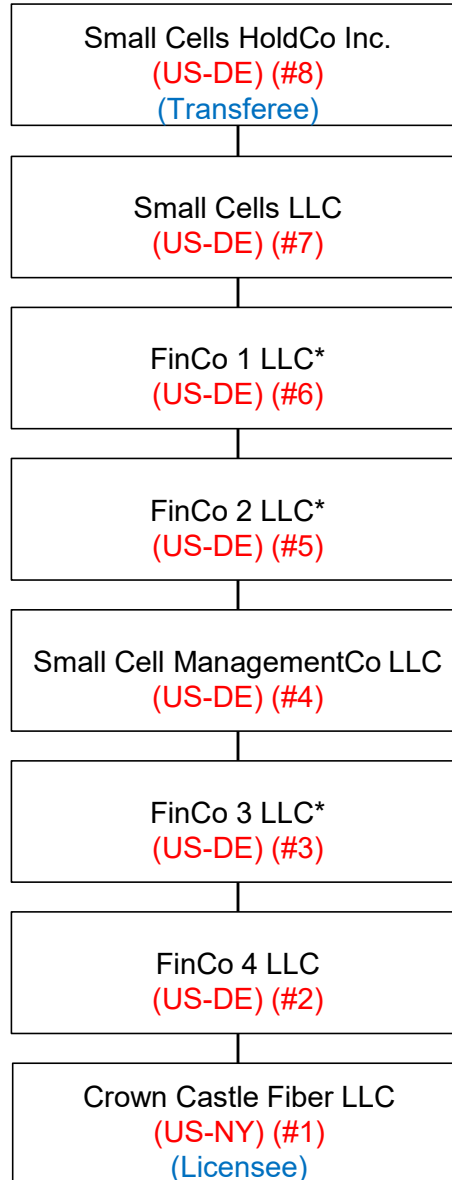 Small Cells HoldCo Inc.
(US-DE) (#8)
(Transferee)
Small Cells LLC
(US-DE) (#7)
FinCo 1 LLC*
(US-DE) (#6)
FinCo 2 LLC*
(US-DE) (#5)
Small Cell ManagementCo LLC
(US-DE) (#4)
FinCo 3 LLC*
(US-DE) (#3)
FinCo 4 LLC
(US-DE) (#2)
Crown Castle Fiber LLC
(US-NY) (#1)
(Licensee)